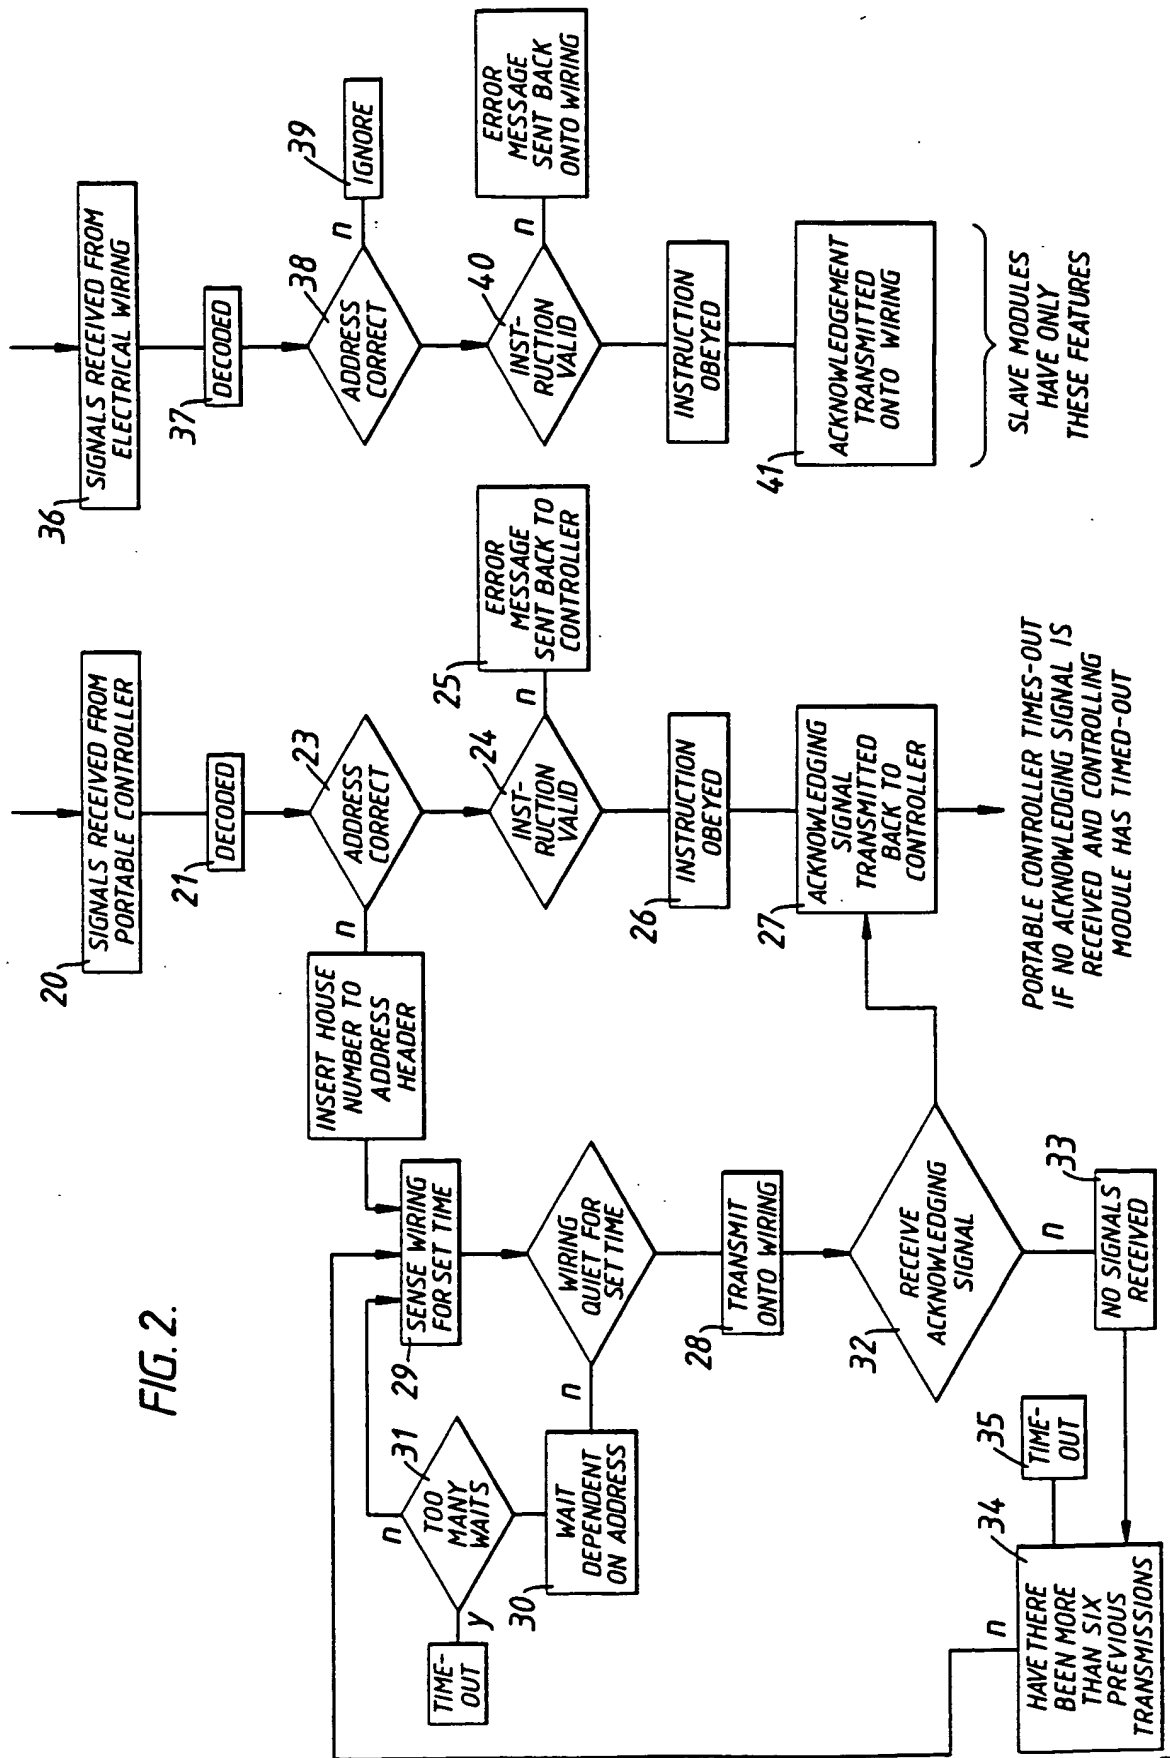 FIG. 2.
20
SIGNALS RECEIVED FROM
PORTABLE CONTROLLER
21
DECODED
23
ADDRESS
CORRECT
n
INSERT HOUSE
NUMBER TO
ADDRESS
HEADER
24
INST-
RUCTION
VALID
n
25
ERROR
MESSAGE
SENT BACK TO
CONTROLLER
26
INSTRUCTION
OBEYED
27
ACKNOWLEDGING
SIGNAL
TRANSMITTED
BACK TO
CONTROLLER
PORTABLE CONTROLLER TIMES-OUT
IF NO ACKNOWLEDGING SIGNAL IS
RECEIVED AND CONTROLLING
MODULE HAS TIMED-OUT
29
SENSE WIRING
FOR SET TIME
WIRING
QUIET FOR
SET TIME
n
30
WAIT
DEPENDENT
ON ADDRESS
31
TOO
MANY
WAITS
n
y
TIME-
OUT
28
TRANSMIT
ONTO WIRING
32
RECEIVE
ACKNOWLEDGING
SIGNAL
n
33
NO SIGNALS
RECEIVED
34
HAVE THERE
BEEN MORE
THAN SIX
PREVIOUS
TRANSMISSIONS
n
35
TIME-
OUT
36
SIGNALS RECEIVED FROM
ELECTRICAL WIRING
37
DECODED
38
ADDRESS
CORRECT
n
39
IGNORE
40
INST-
RUCTION
VALID
n
ERROR
MESSAGE
SENT BACK
ONTO WIRING
INSTRUCTION
OBEYED
41
ACKNOWLEDGEMENT
TRANSMITTED
ONTO WIRING
SLAVE MODULES
HAVE ONLY
THESE FEATURES